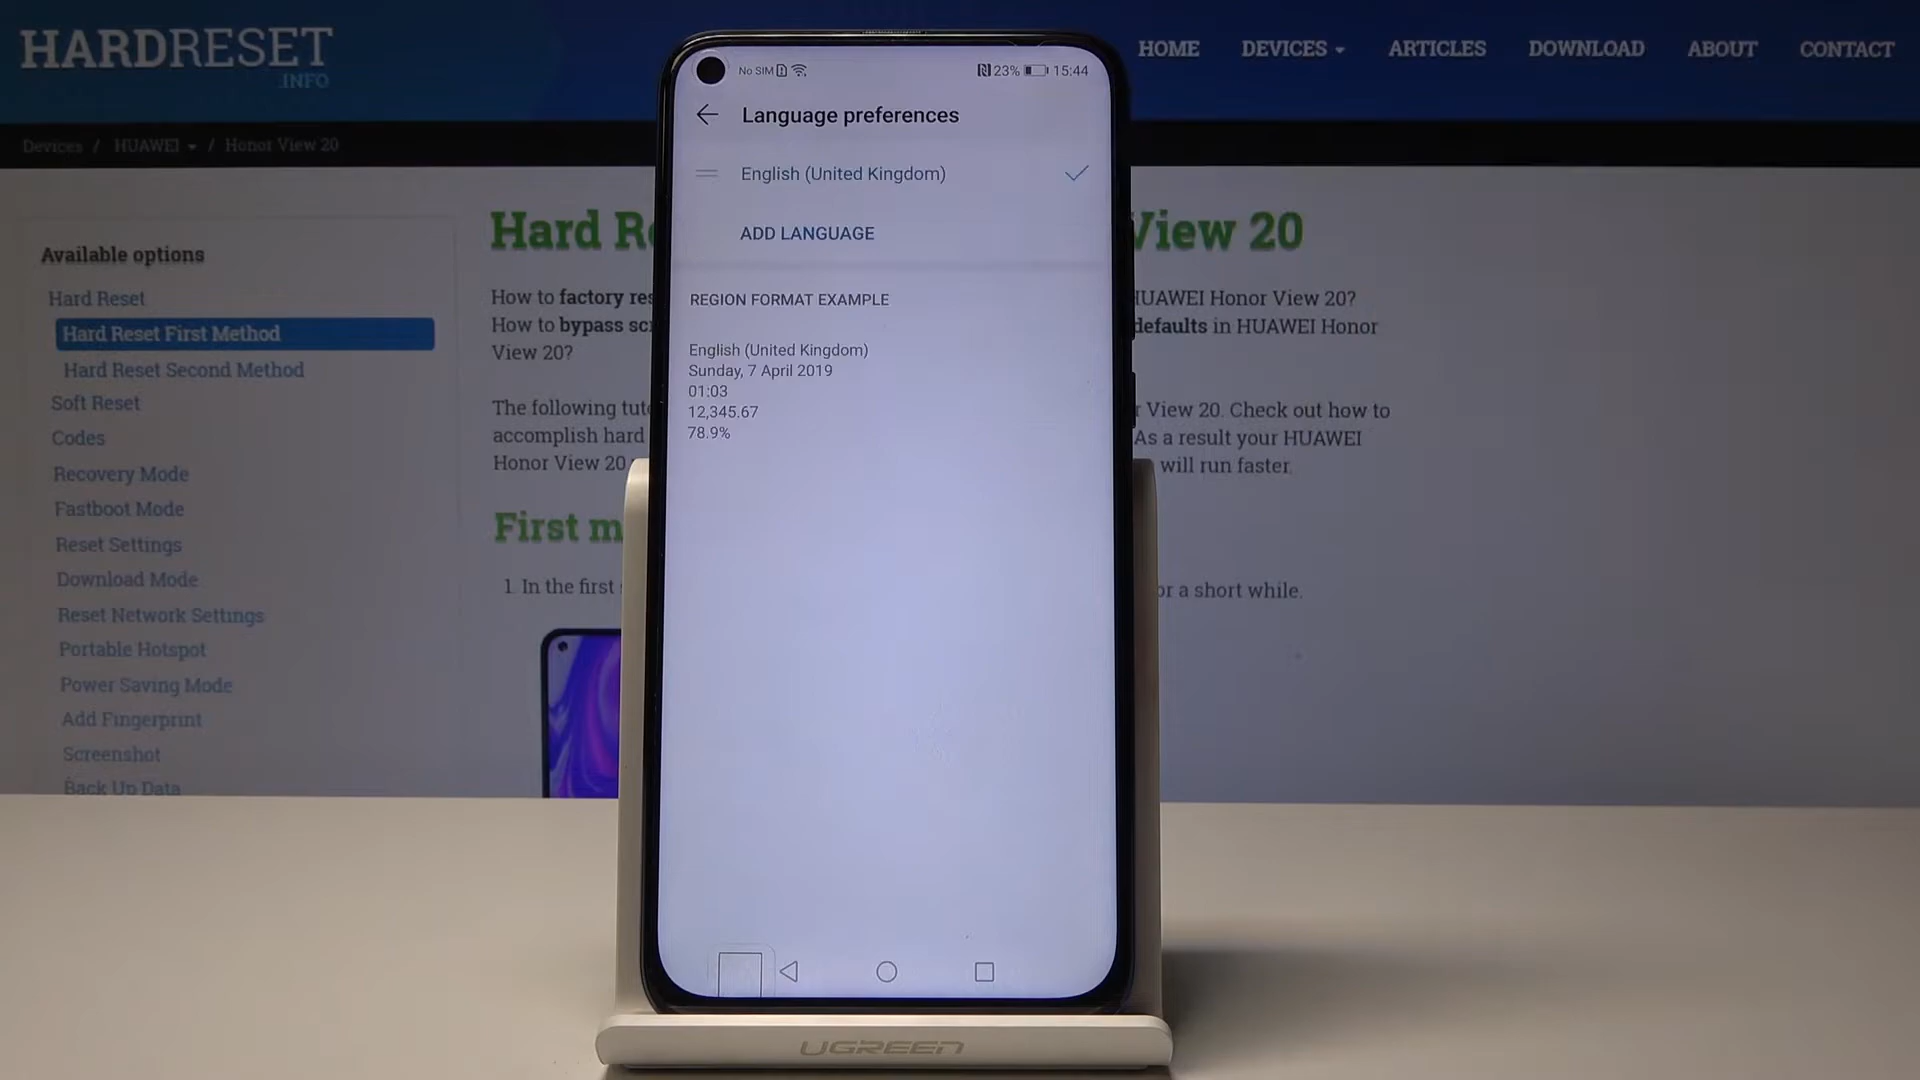 HARDRESET
.INFO
HOME DEVICES ARTICLES DOWNLOAD ABOUT CONTACT
Devices / HUAWEI / Honor View 20
Available options
Hard Reset
Hard Reset First Method
Hard Reset Second Method
Soft Reset
Codes
Recovery Mode
Fastboot Mode
Reset Settings
Download Mode
Reset Network Settings
Portable Hotspot
Power Saving Mode
Add Fingerprint
Screenshot
Back Up Data
Hard View 20
How to factory HUAWEI Honor View 20?
How to bypass defaults in HUAWEI Honor
View 20?
The following View 20. Check out how to
accomplish hard As a result your HUAWEI
Honor View 20 will run faster.
First
1. In the first or a short while.
No SIM 23% 15:44
Language preferences
English (United Kingdom)
ADD LANGUAGE
REGION FORMAT EXAMPLE
English (United Kingdom)
Sunday, 7 April 2019
01:03
12,345.67
78.9%
UGREEN